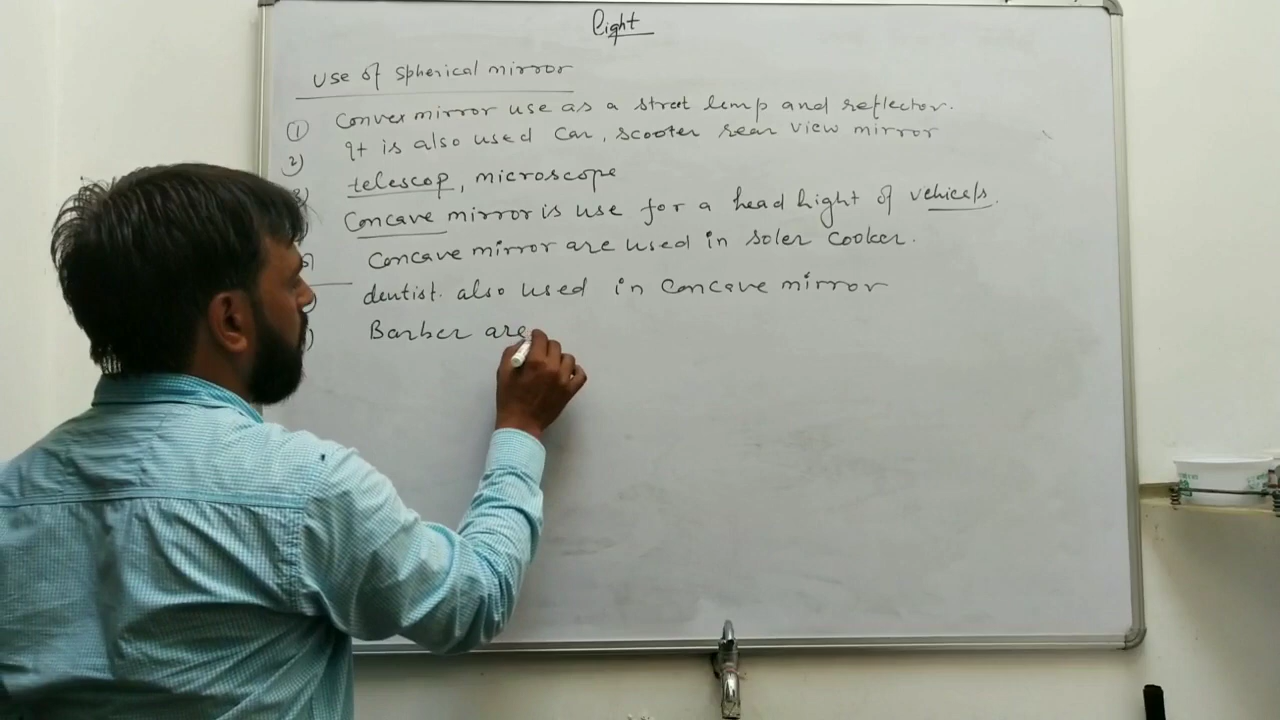 light
use of spherical mirror
① Convex mirror use as a street lemp and reflector.
2) It is also used Car, scooter rear view mirror
3) telescop, microscope
Concave mirror is use for a head light of vehicals.
Concave mirror are used in soler cooker.
dentist. also used in concave mirror
Barber are